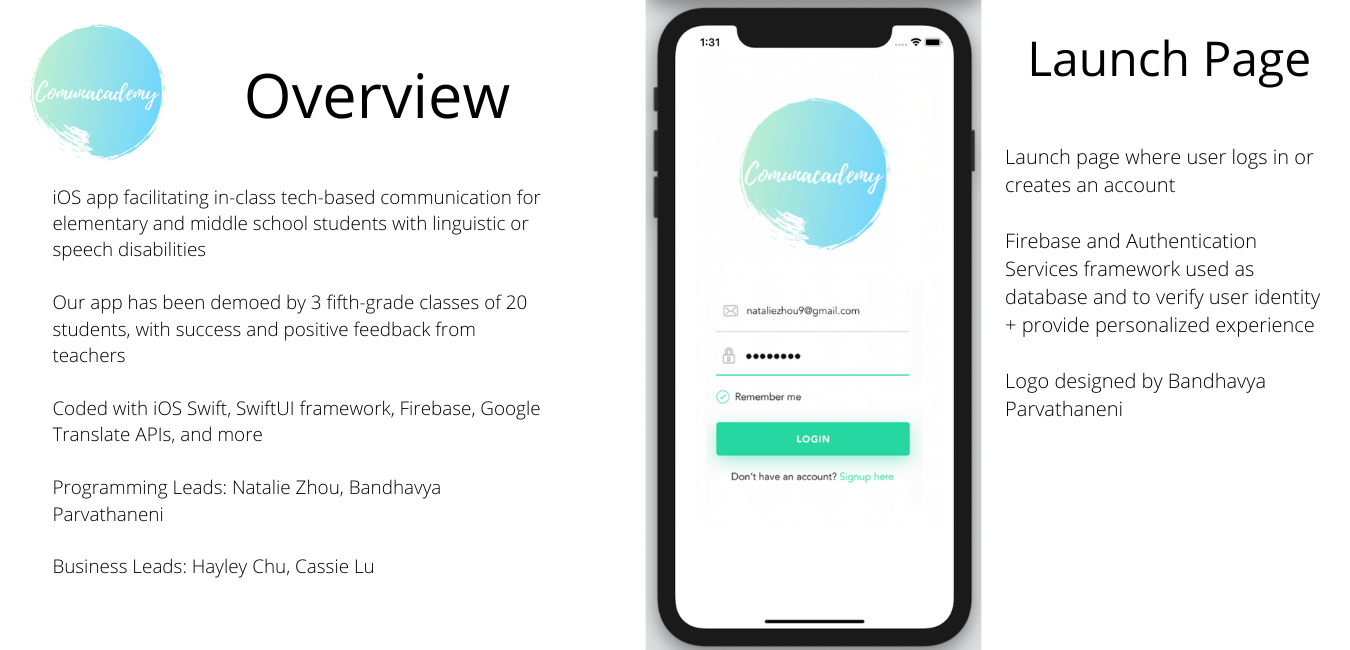 Comunacademy
Overview
iOS app facilitating in-class tech-based communication for
elementary and middle school students with linguistic or
speech disabilities
Our app has been demoed by 3 fifth-grade classes of 20
students, with success and positive feedback from
teachers
Coded with iOS Swift, SwiftUI framework, Firebase, Google
Translate APIs, and more
Programming Leads: Natalie Zhou, Bandhavya
Parvathaneni
Business Leads: Hayley Chu, Cassie Lu
1:31
Comunacademy
nataliezhou9@gmail.com
••••••••
Remember me
LOGIN
Don't have an account? Signup here
Launch Page
Launch page where user logs in or
creates an account
Firebase and Authentication
Services framework used as
database and to verify user identity
+ provide personalized experience
Logo designed by Bandhavya
Parvathaneni